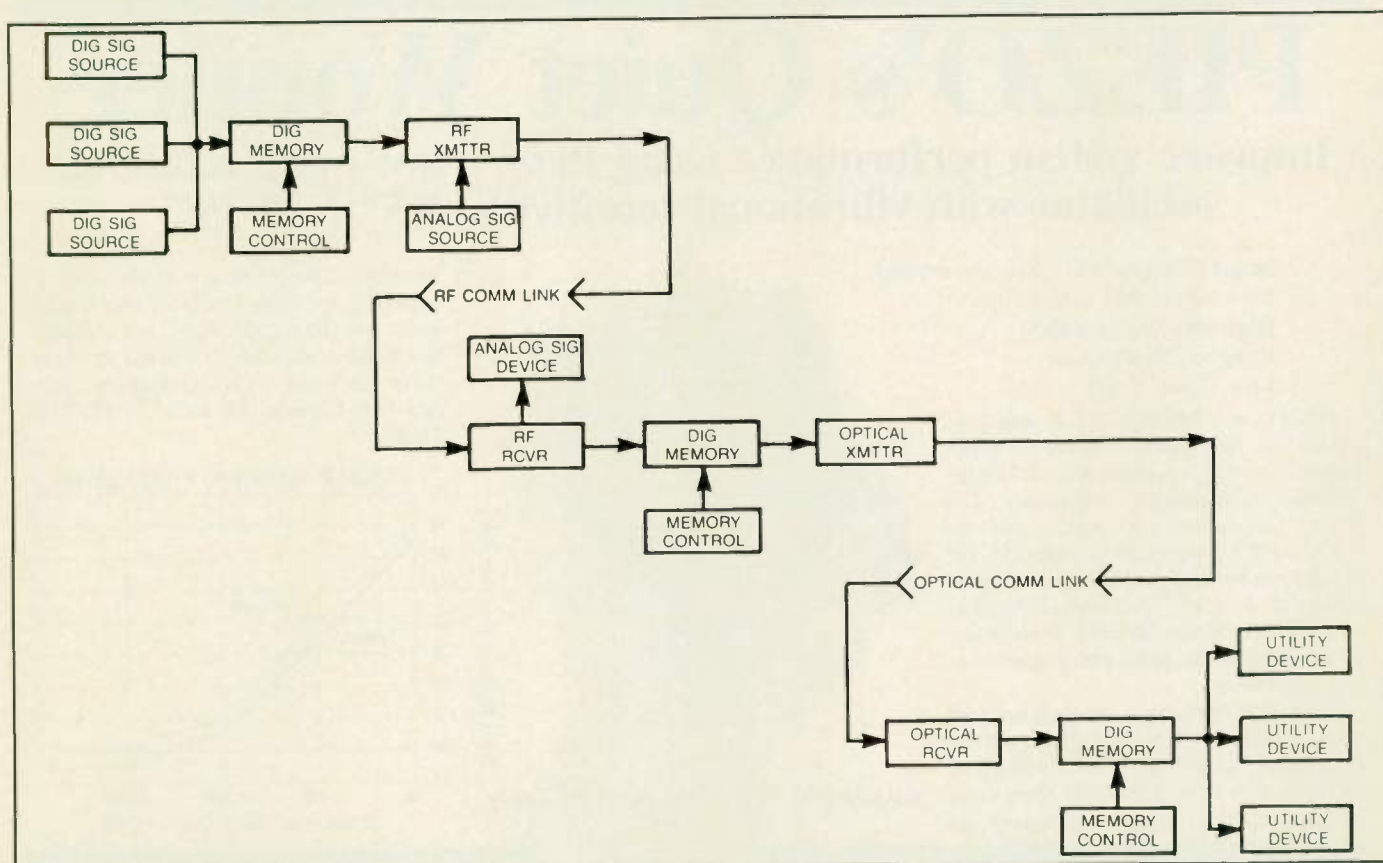 DIG SIG
SOURCE
DIG SIG
SOURCE
DIG SIG
SOURCE
DIG
MEMORY
MEMORY
CONTROL
RF
XMTTR
ANALOG SIG
SOURCE
RF COMM LINK
ANALOG SIG
DEVICE
RF
RCVR
DIG
MEMORY
MEMORY
CONTROL
OPTICAL
XMTTR
OPTICAL COMM LINK
OPTICAL
RCVR
DIG
MEMORY
MEMORY
CONTROL
UTILITY
DEVICE
UTILITY
DEVICE
UTILITY
DEVICE